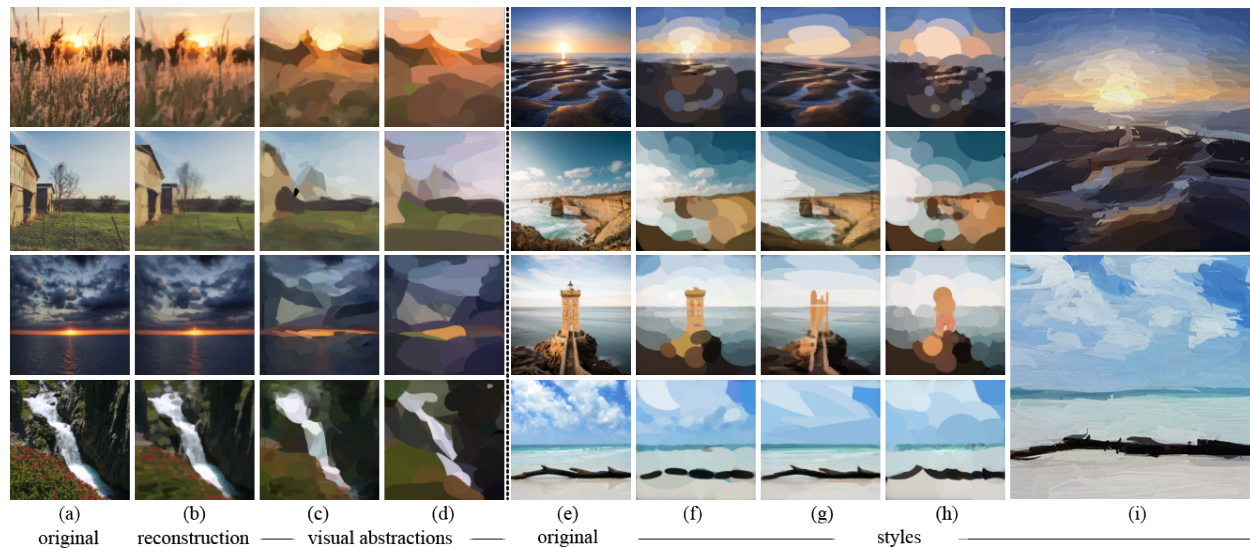 (a) (b) (c) (d) (e) (f) (g) (h) (i)
original reconstruction visual abstractions original styles